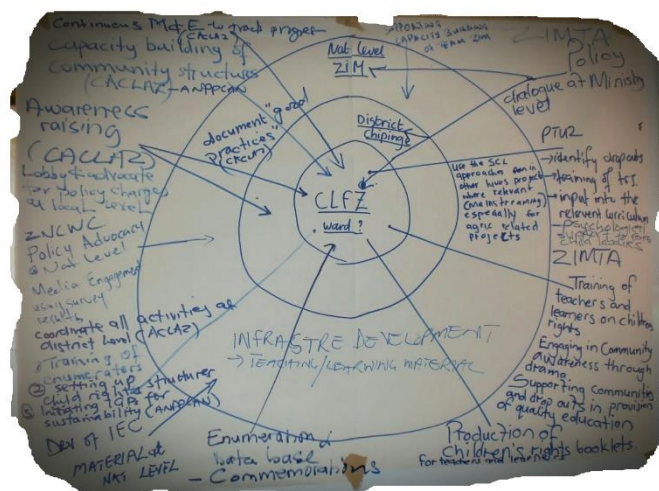 Continuous M&E to track progress
(CACLAZ)
Capacity building of
community structures
(CACLAZ) - ANPPCAN
Awareness
raising
(CACLAZ)
Lobby & advocate
for policy changes
at local level
ZNCWC
Policy Advocacy
@ Nat Level
Media Engagement
using survey
results
coordinate all activities at
district level (CACLAZ)
Training of
enumerators
② setting up
child rights structures
③ Initiating IGPs for
sustainability (ANPPCAN)
Dev of IEC
MATERIAL at
NAT LEVEL
SUPPORTING
CAPACITY BUILDING
OF TEAM ZIM
Nat. level
ZIM
document "good
practices"
(CACLAZ)
District
chipinge
CLFZ
ward?
Use the SCL
approaches in
other hivos projects
where relevant
(mainstreaming)
especially for
agric related
projects
INFRASTRE DEVELOPMENT
→ TEACHING/LEARNING MATERIAL
Enumeration &
Data base
- Commemorations
ZIMTA
Policy
dialogue at Ministry
level
PTUZ
→ identify dropouts
→ training of
→ input into the
relevant curriculum
- psychological
support to
ZIMTA
Training of
teachers and
learners on children
rights
Engaging in Community
awareness through
drama
Supporting communities
and drop outs in provision
of quality education
Production of
Children's rights booklets
for teachers and learners